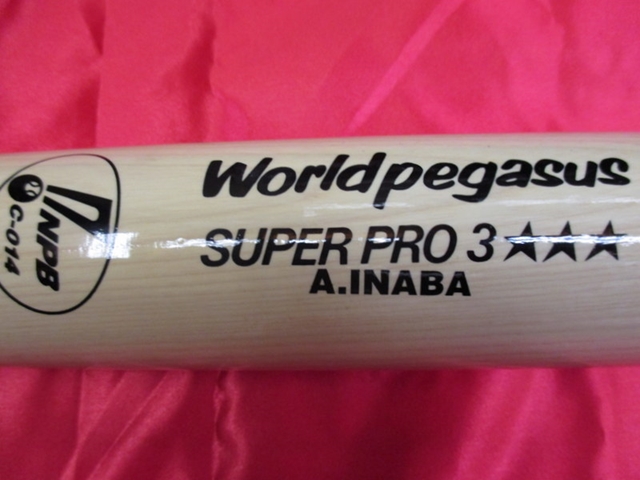 Worldpegasus
SUPER PRO 3★★★
A.INABA
NPB
C-014